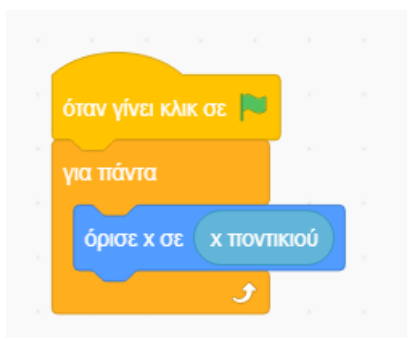 όταν γίνει κλικ σε
για πάντα
όρισε x σε x ποντικιού